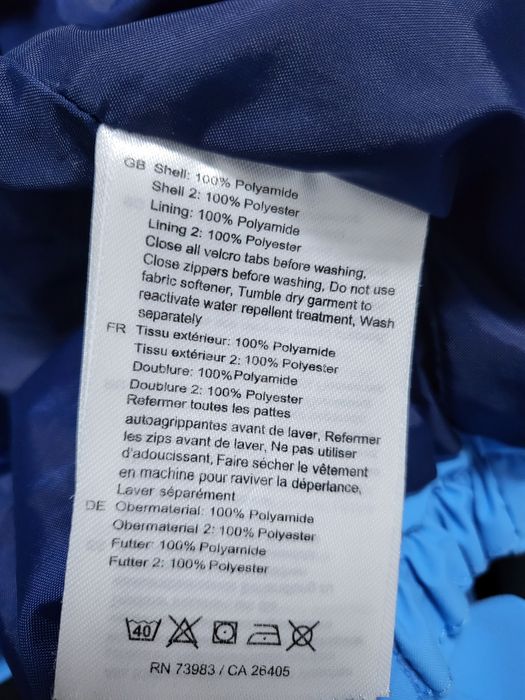 GB Shell: 100% Polyamide
Shell 2: 100% Polyester
Lining: 100% Polyamide
Lining 2: 100% Polyester
Close all velcro tabs before washing,
Close zippers before washing, Do not use
fabric softener, Tumble dry garment to
reactivate water repellent treatment, Wash
separately
FR Tissu extérieur: 100% Polyamide
Tissu extérieur 2: 100% Polyester
Doublure: 100% Polyamide
Doublure 2: 100% Polyester
Refermer toutes les pattes
autoagrippantes avant de laver, Refermer
les zips avant de laver, Ne pas utiliser
d'adoucissant, Faire sécher le vêtement
en machine pour raviver la déperlance,
Laver séparément
DE Obermaterial: 100% Polyamide
Obermaterial 2: 100% Polyester
Futter: 100% Polyamide
Futter 2: 100% Polyester
40
RN 73983 / CA 26405